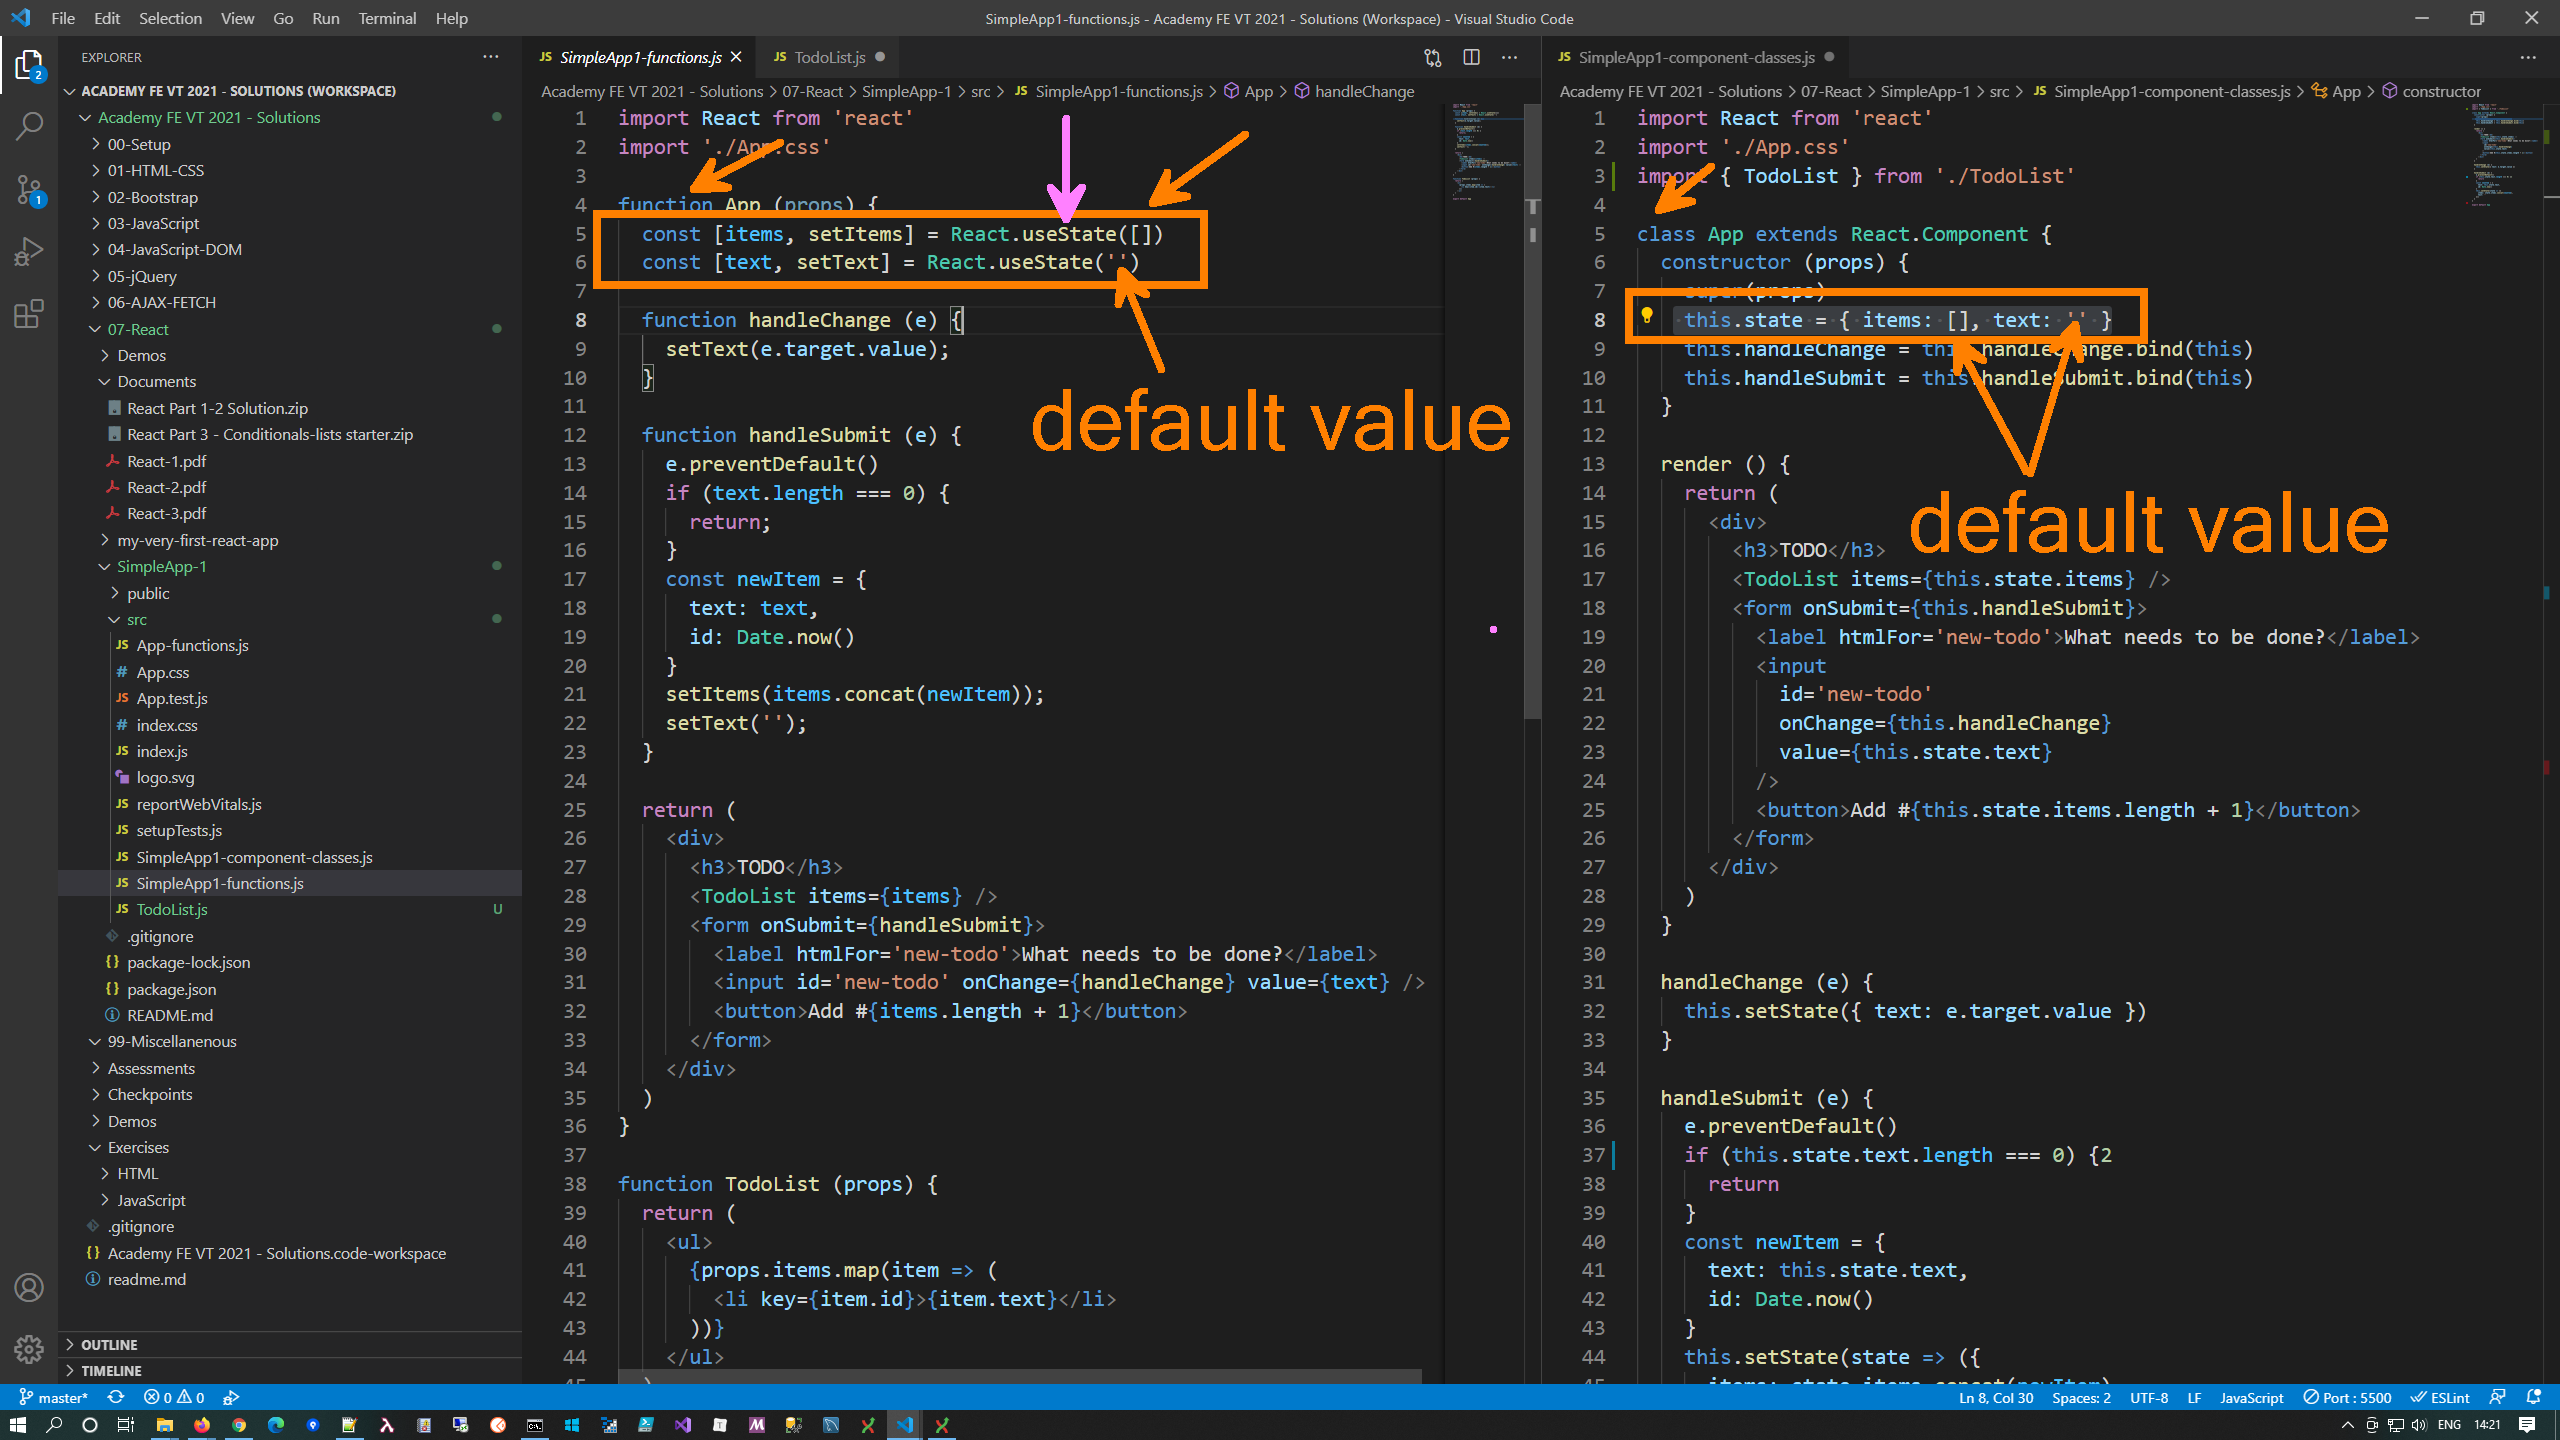 File Edit Selection View Go Run Terminal Help
SimpleApp1-functions.js - Academy FE VT 2021 - Solutions (Workspace) - Visual Studio Code
2
1
EXPLORER
ACADEMY FE VT 2021 - SOLUTIONS (WORKSPACE)
Academy FE VT 2021 - Solutions
00-Setup
01-HTML-CSS
02-Bootstrap
03-JavaScript
04-JavaScript-DOM
05-jQuery
06-AJAX-FETCH
07-React
Demos
Documents
React Part 1-2 Solution.zip
React Part 3 - Conditionals-lists starter.zip
React-1.pdf
React-2.pdf
React-3.pdf
my-very-first-react-app
SimpleApp-1
public
src
JS App-functions.js
# App.css
JS App.test.js
# index.css
JS index.js
logo.svg
JS reportWebVitals.js
JS setupTests.js
JS SimpleApp1-component-classes.js
JS SimpleApp1-functions.js
JS TodoList.js U
.gitignore
{} package-lock.json
{} package.json
README.md
99-Miscellanenous
Assessments
Checkpoints
Demos
Exercises
HTML
JavaScript
.gitignore
{} Academy FE VT 2021 - Solutions.code-workspace
readme.md
OUTLINE
TIMELINE
JS SimpleApp1-functions.js
JS TodoList.js
Academy FE VT 2021 - Solutions > 07-React > SimpleApp-1 > src > JS SimpleApp1-functions.js > App > handleChange
1 import React from 'react'
2 import './App.css'
3
4 function App (props) {
5 const [items, setItems] = React.useState([])
6 const [text, setText] = React.useState('')
7
8 function handleChange (e) {
9 setText(e.target.value);
10 }
11
default value
12 function handleSubmit (e) {
13 e.preventDefault()
14 if (text.length === 0) {
15 return;
16 }
17 const newItem = {
18 text: text,
19 id: Date.now()
20 }
21 setItems(items.concat(newItem));
22 setText('');
23 }
24
25 return (
26 <div>
27 <h3>TODO</h3>
28 <TodoList items={items} />
29 <form onSubmit={handleSubmit}>
30 <label htmlFor='new-todo'>What needs to be done?</label>
31 <input id='new-todo' onChange={handleChange} value={text} />
32 <button>Add #{items.length + 1}</button>
33 </form>
34 </div>
35 )
36 }
37
38 function TodoList (props) {
39 return (
40 <ul>
41 {props.items.map(item => (
42 <li key={item.id}>{item.text}</li>
43 ))}
44 </ul>
45 )
JS SimpleApp1-component-classes.js
Academy FE VT 2021 - Solutions > 07-React > SimpleApp-1 > src > JS SimpleApp1-component-classes.js > App > constructor
1 import React from 'react'
2 import './App.css'
3 import { TodoList } from './TodoList'
4
5 class App extends React.Component {
6 constructor (props) {
7 super(props)
8 this.state = { items: [], text: '' }
9 this.handleChange = this.handleChange.bind(this)
10 this.handleSubmit = this.handleSubmit.bind(this)
11 }
12
13 render () {
14 return (
15 <div>
default value
16 <h3>TODO</h3>
17 <TodoList items={this.state.items} />
18 <form onSubmit={this.handleSubmit}>
19 <label htmlFor='new-todo'>What needs to be done?</label>
20 <input
21 id='new-todo'
22 onChange={this.handleChange}
23 value={this.state.text}
24 />
25 <button>Add #{this.state.items.length + 1}</button>
26 </form>
27 </div>
28 )
29 }
30
31 handleChange (e) {
32 this.setState({ text: e.target.value })
33 }
34
35 handleSubmit (e) {
36 e.preventDefault()
37 if (this.state.text.length === 0) {2
38 return
39 }
40 const newItem = {
41 text: this.state.text,
42 id: Date.now()
43 }
44 this.setState(state => ({
45 items: state.items.concat(newItem),
master* 0 0
Ln 8, Col 30 Spaces: 2 UTF-8 LF JavaScript Port : 5500 ESLint
ENG 14:21